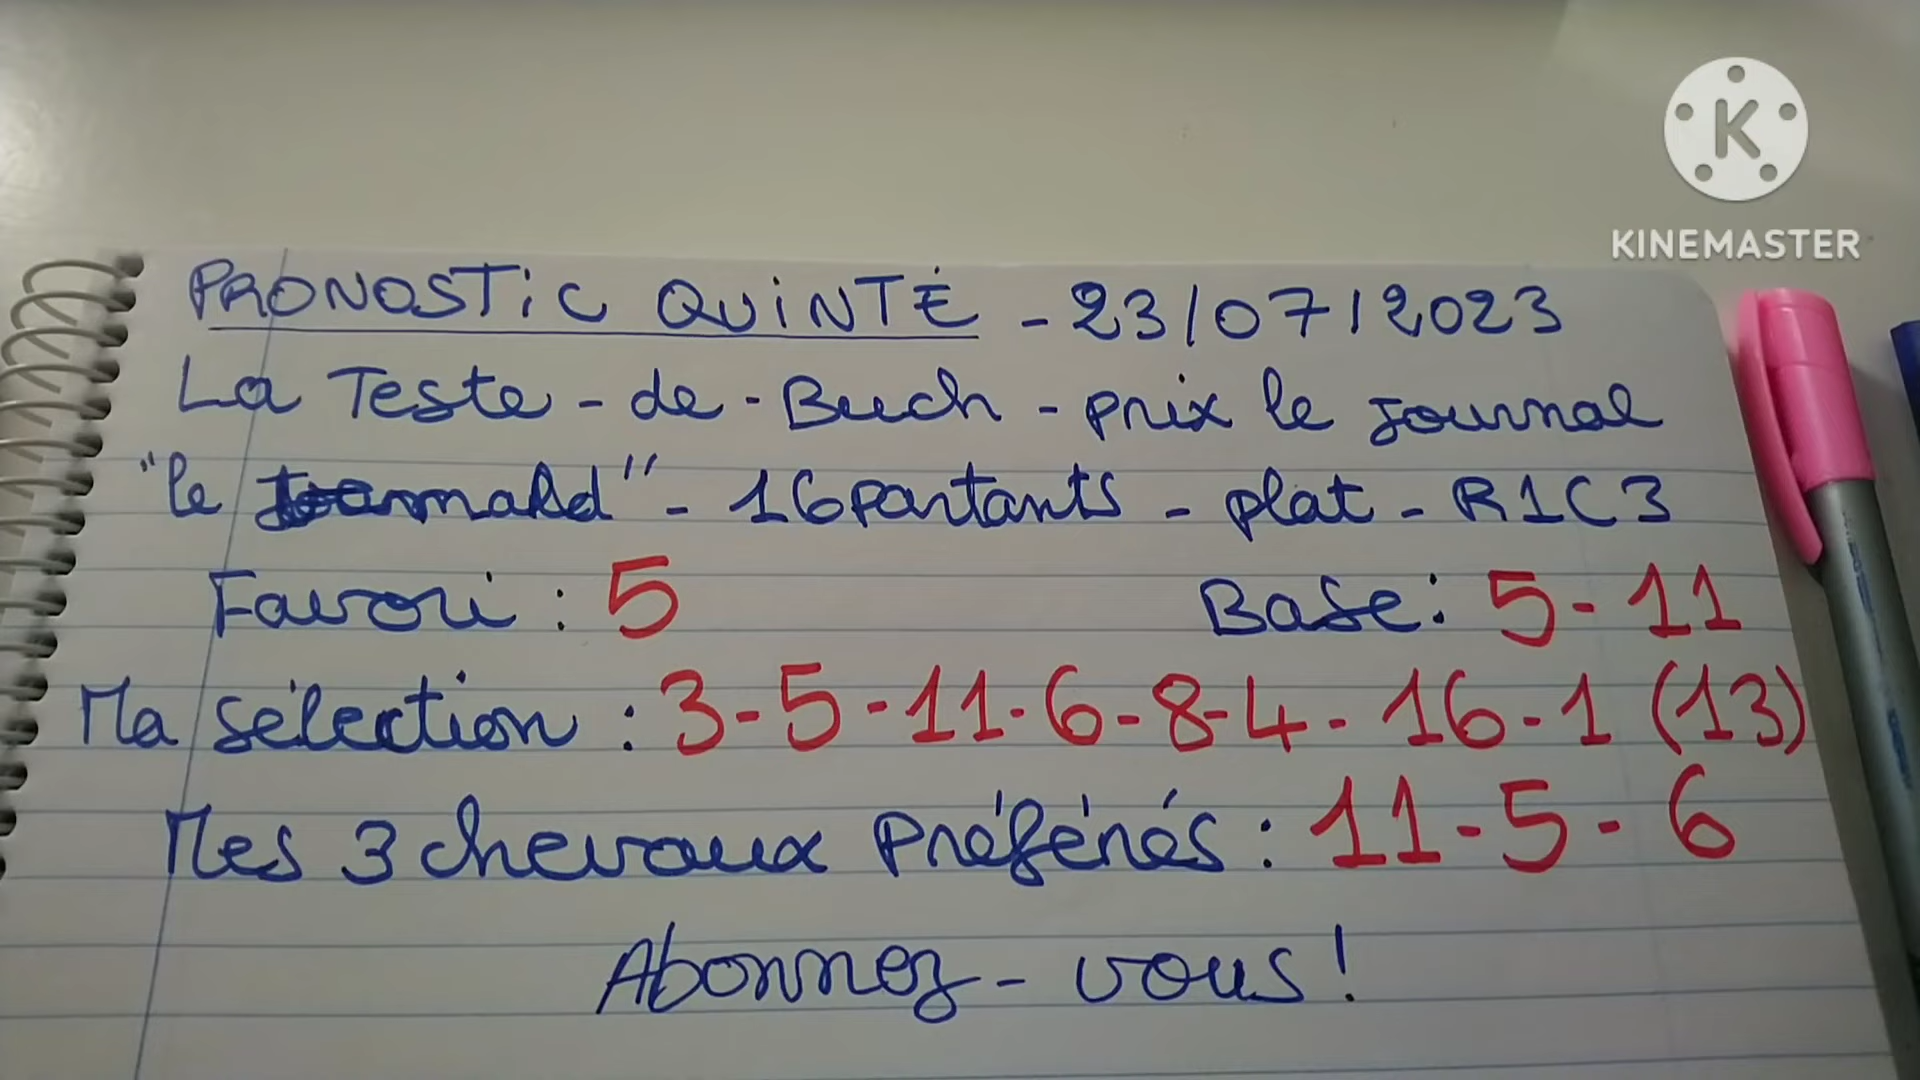 K
KINEMASTER
PRONOSTiC QUiNTÉ - 23/07/2023
La Teste-de-Buch - prix le journal
"le " - 16 partants - plat - R1C3
Favori : 5 Base : 5-11
Ma sélection : 3-5-11-6-8-4-16-1 (13)
Mes 3 chevaux Préférés : 11-5-6
Abonnez-vous !